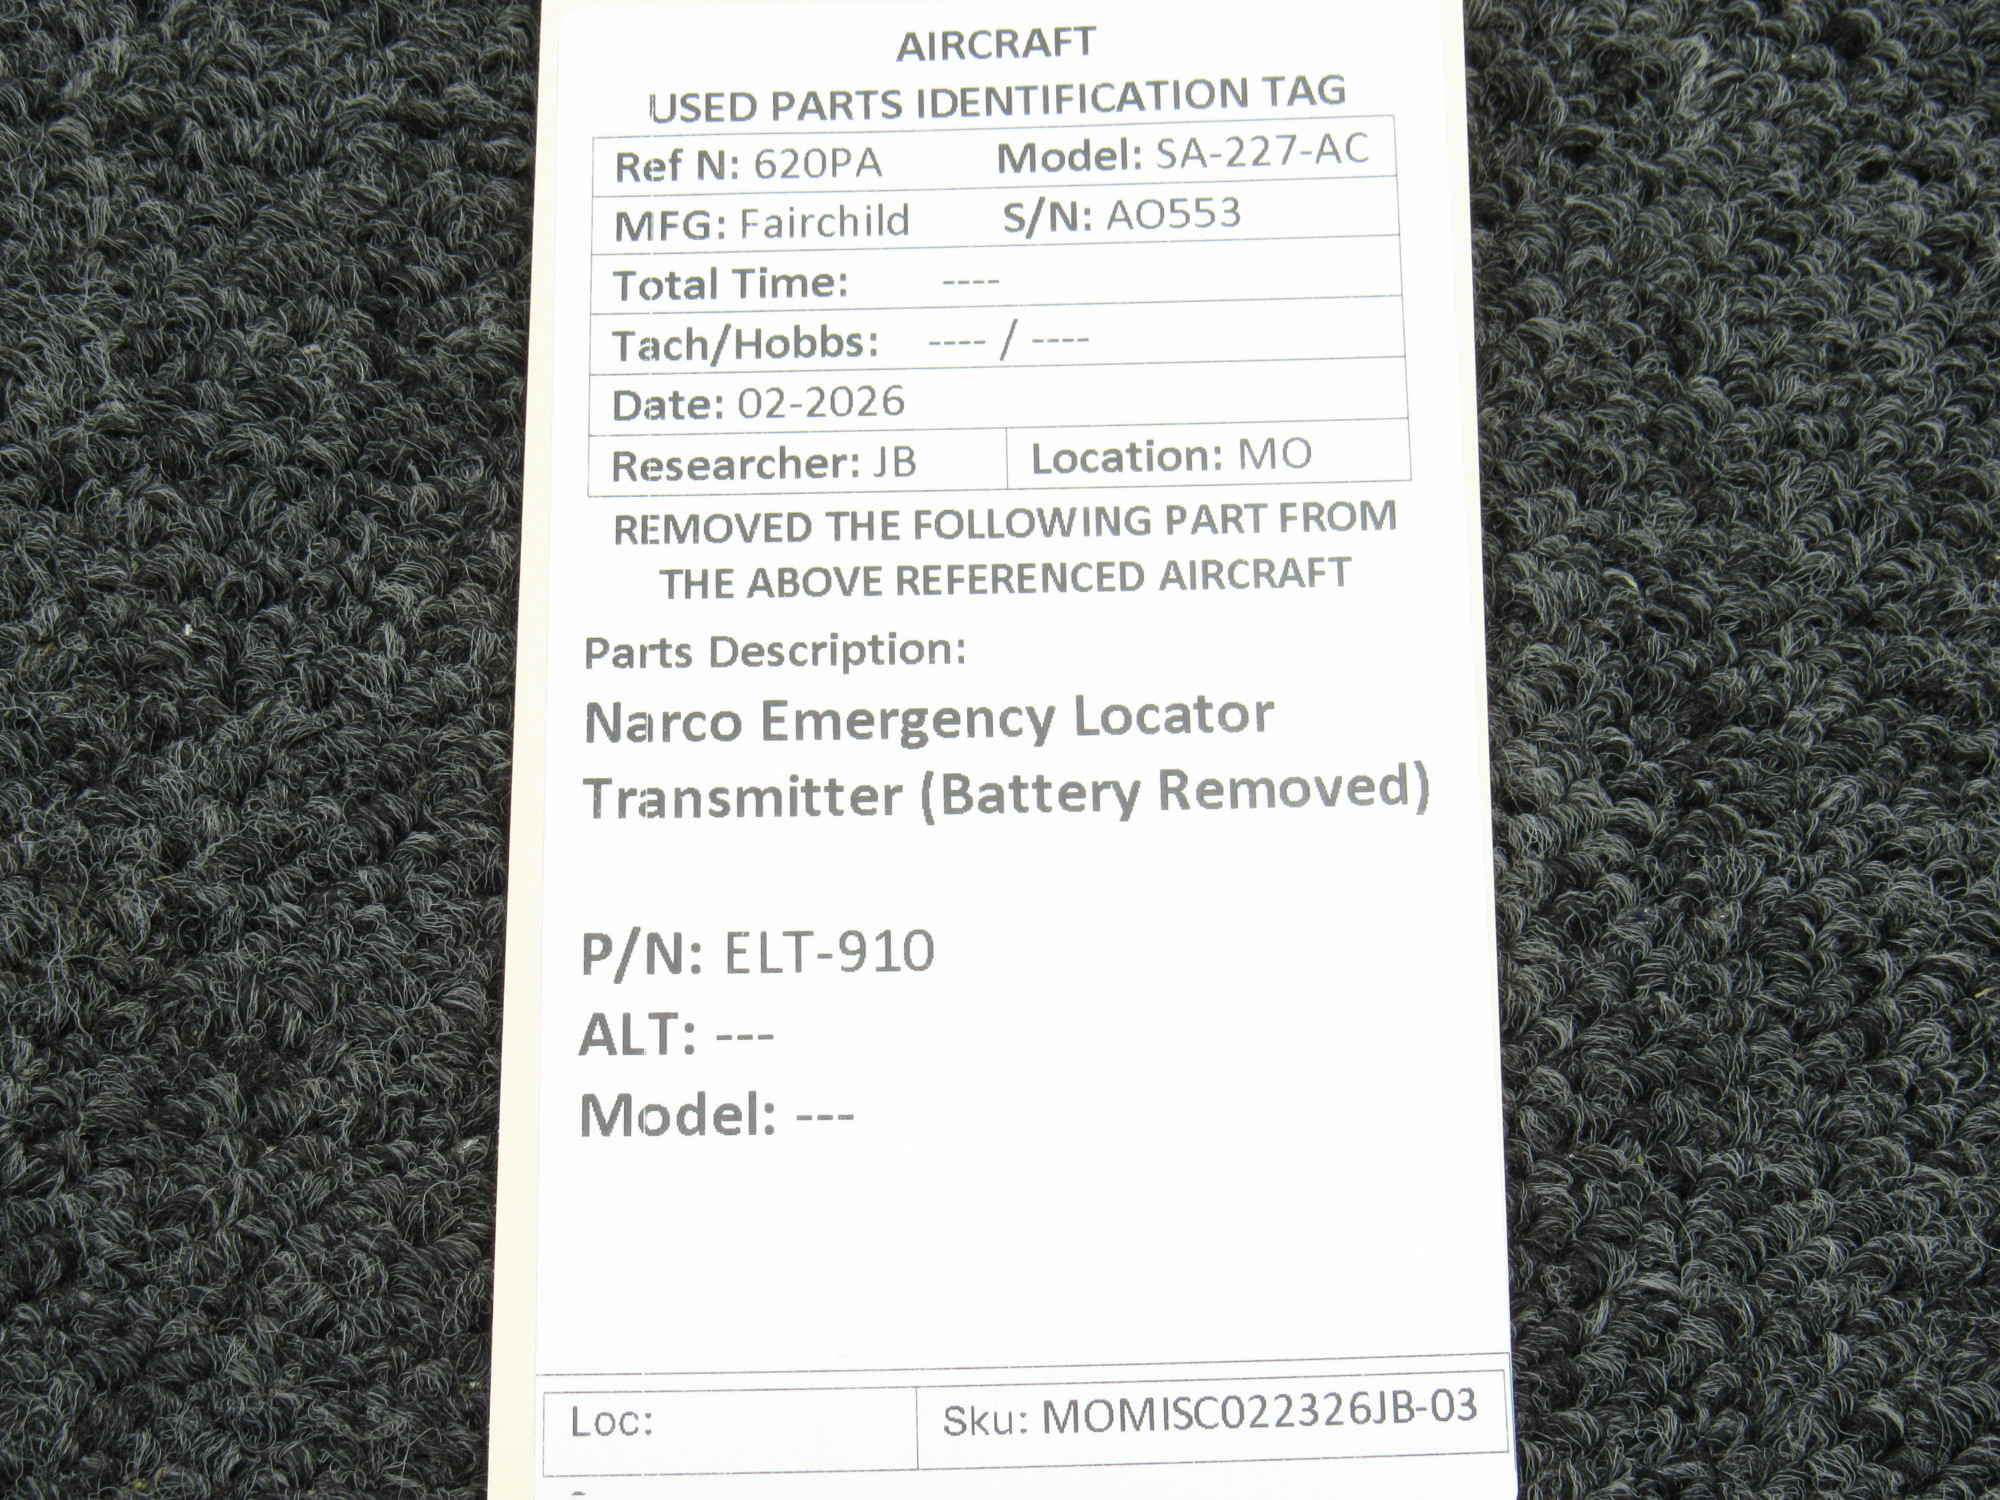 AIRCRAFT
USED PARTS IDENTIFICATION TAG
Ref N: 620PA Model: SA-227-AC
MFG: Fairchild S/N: AO553
Total Time: ----
Tach/Hobbs: ---- / ----
Date: 02-2026
Researcher: JB Location: MO
REMOVED THE FOLLOWING PART FROM
THE ABOVE REFERENCED AIRCRAFT
Parts Description:
Narco Emergency Locator
Transmitter (Battery Removed)
P/N: ELT-910
ALT: ---
Model: ---
Loc: Sku: MOMISC022326JB-03